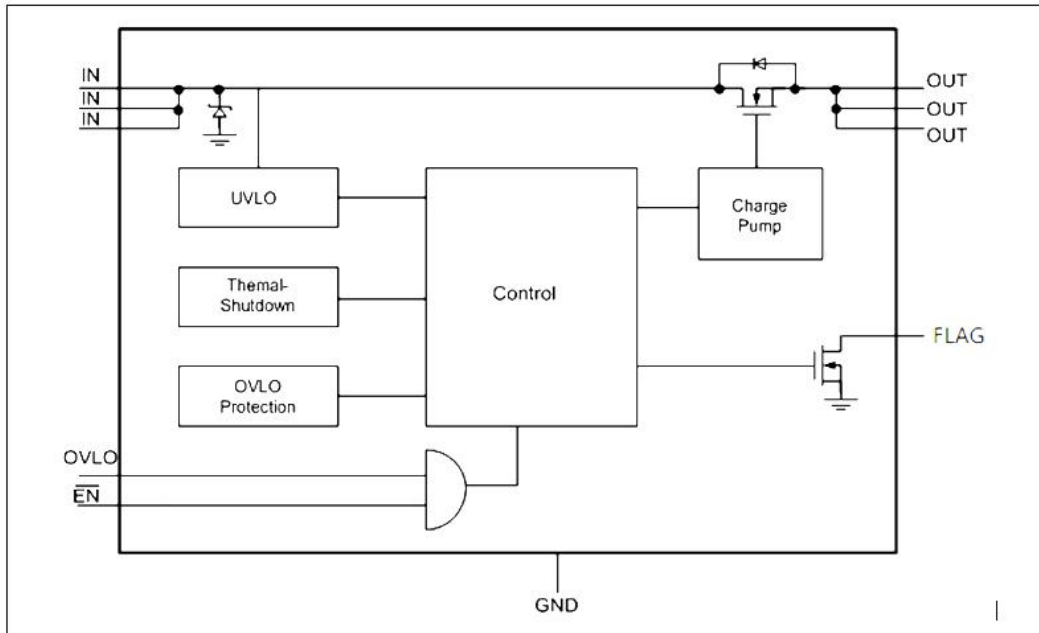 IN
IN
IN
OUT
OUT
OUT
UVLO
Charge
Pump
Themal-
Shutdown
Control
FLAG
OVLO
Protection
OVLO
EN
GND